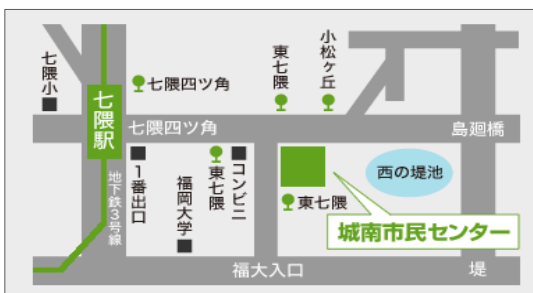 七隈小
七隈駅
地下鉄3号線
七隈四ツ角
東七隈
小松ヶ丘
七隈四ツ角
島廻橋
1番出口
福岡大学
東七隈
コンビニ
東七隈
西の堤池
城南市民センター
福大入口
堤